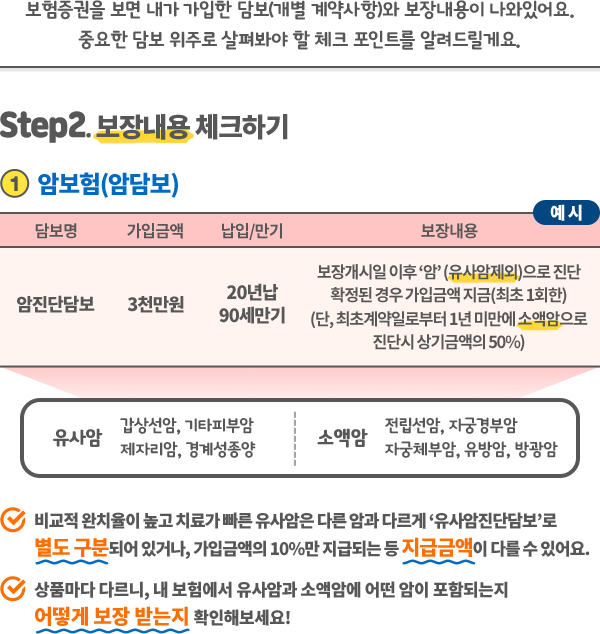 보험증권을 보면 내가 가입한 담보(개별 계약사항)와 보장내용이 나와있어요.
중요한 담보 위주로 살펴봐야 할 체크 포인트를 알려드릴게요.
Step2. 보장내용 체크하기
1 암보험(암담보)
예시
담보명 가입금액 납입/만기 보장내용
암진단담보 3천만원 20년납
90세만기
보장개시일 이후 ‘암’ (유사암제외)으로 진단
확정된 경우 가입금액 지급(최초 1회한)
(단, 최초계약일로부터 1년 미만에 소액암으로
진단시 상기금액의 50%)
유사암
갑상선암, 기타피부암
제자리암, 경계성종양
소액암
전립선암, 자궁경부암
자궁체부암, 유방암, 방광암
비교적 완치율이 높고 치료가 빠른 유사암은 다른 암과 다르게 ‘유사암진단담보’로
별도 구분되어 있거나, 가입금액의 10%만 지급되는 등 지급금액이 다를 수 있어요.
상품마다 다르니, 내 보험에서 유사암과 소액암에 어떤 암이 포함되는지
어떻게 보장 받는지 확인해보세요!